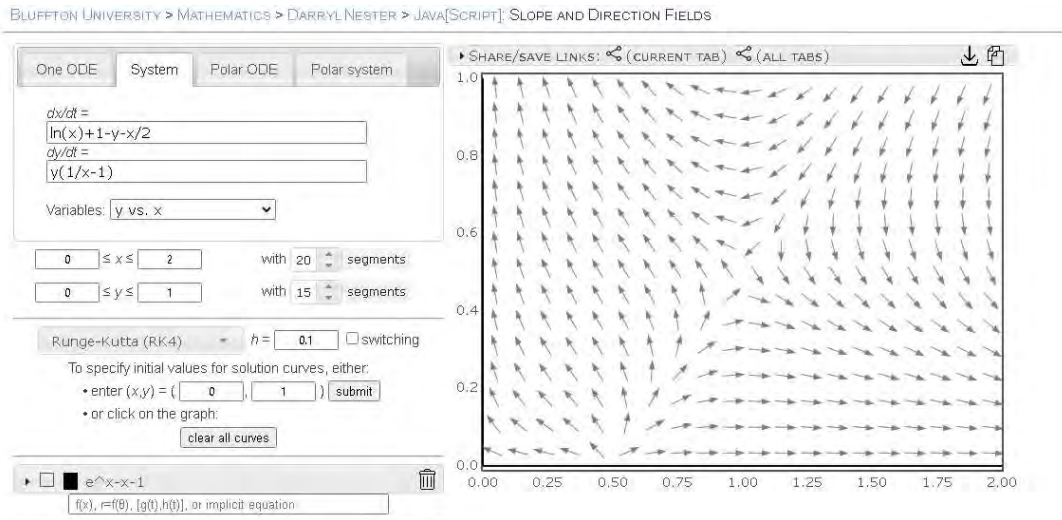 BLUFFTON UNIVERSITY > MATHEMATICS > DARRYL NESTER > JAVA[SCRIPT]: SLOPE AND DIRECTION FIELDS
One ODE System Polar ODE Polar system
dx/dt =
ln(x)+1-y-x/2
dy/dt =
y(1/x-1)
Variables: y vs. x
0 ≤ x ≤ 2 with 20 segments
0 ≤ y ≤ 1 with 15 segments
Runge-Kutta (RK4) h = 0.1 switching
To specify initial values for solution curves, either:
• enter (x,y) = ( 0 , 1 ) submit
• or click on the graph:
clear all curves
e^x-x-1
f(x), r=f(θ), [g(t),h(t)], or implicit equation
SHARE/SAVE LINKS: (CURRENT TAB) (ALL TABS)
1.0
0.8
0.6
0.4
0.2
0.0
0.00 0.25 0.50 0.75 1.00 1.25 1.50 1.75 2.00